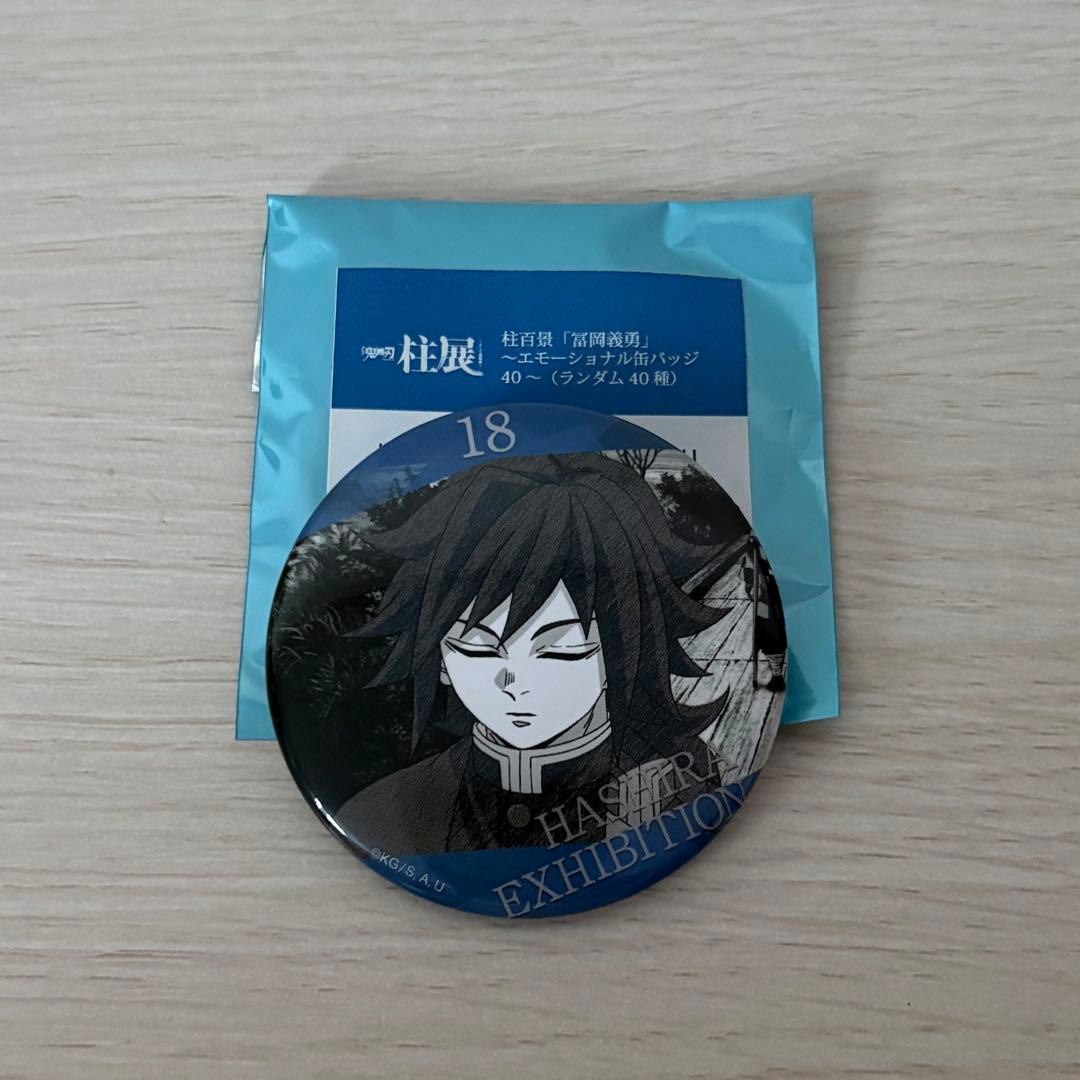 鬼滅の刃
柱展
柱百景「冨岡義勇」
～エモーショナル缶バッジ
40～（ランダム40種）
18
HASHIRA
EXHIBITION
©KG/S,A,U